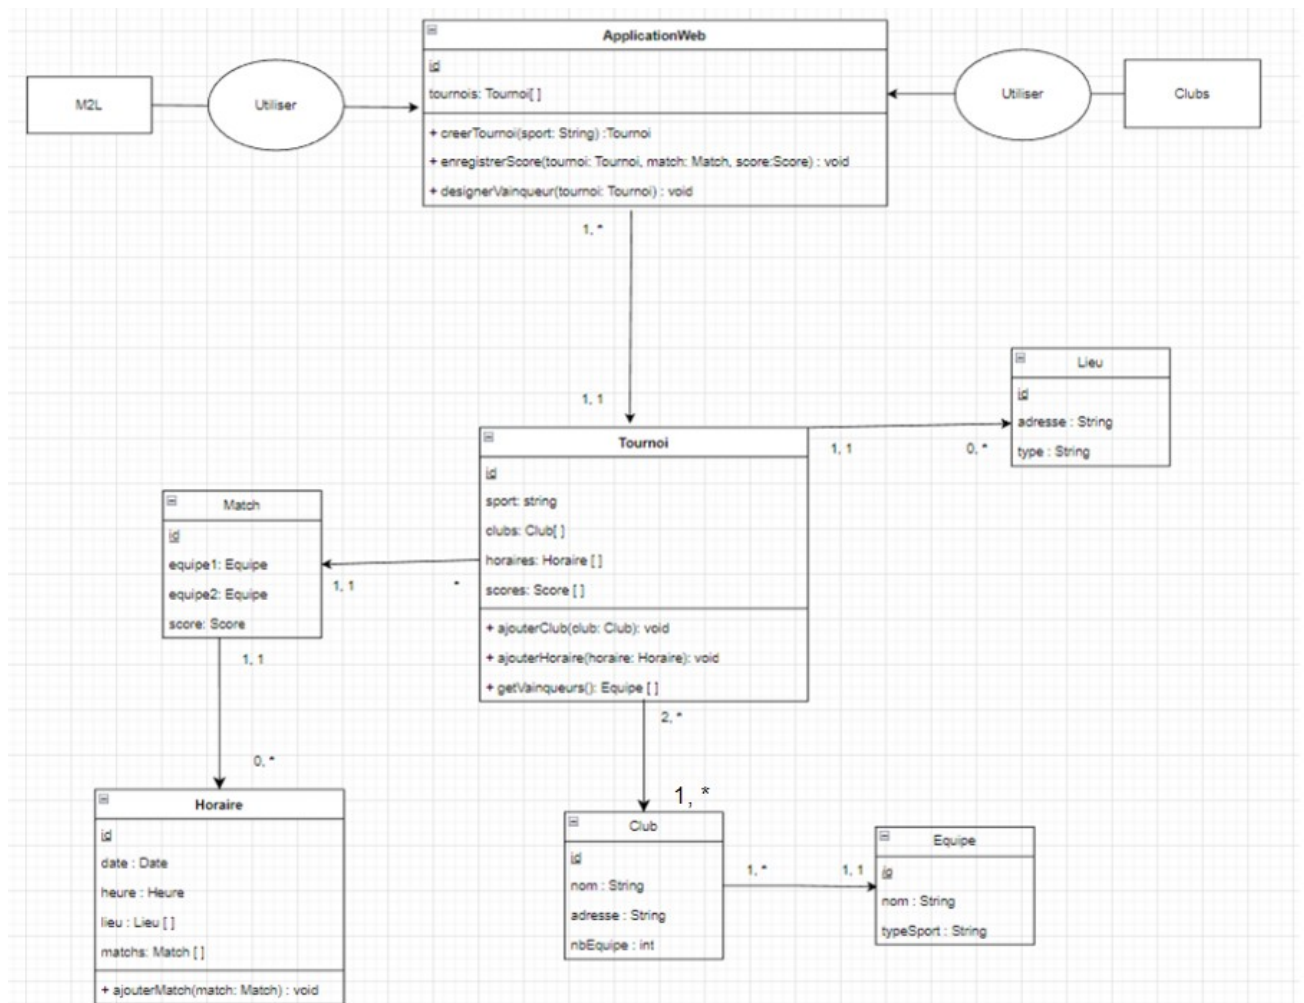 ApplicationWeb
id
tournois: Tournoi[ ]
+ creerTournoi(sport: String) :Tournoi
+ enregistrerScore(tournoi: Tournoi, match: Match, score:Score) : void
+ designerVainqueur(tournoi: Tournoi) : void
M2L
Utiliser
Utiliser
Clubs
1, *
1, 1
Lieu
id
adresse : String
type : String
1, 1
0, *
Tournoi
id
sport: string
clubs: Club[ ]
horaires: Horaire [ ]
scores: Score [ ]
+ ajouterClub(club: Club): void
+ ajouterHoraire(horaire: Horaire): void
+ getVainqueurs(): Equipe [ ]
Match
id
equipe1: Equipe
equipe2: Equipe
score: Score
1, 1
*
1, 1
0, *
2, *
1, *
Horaire
id
date : Date
heure : Heure
lieu : Lieu [ ]
matchs: Match [ ]
+ ajouterMatch(match: Match) : void
Club
id
nom : String
adresse : String
nbEquipe : int
1, *
1, 1
Equipe
id
nom : String
typeSport : String